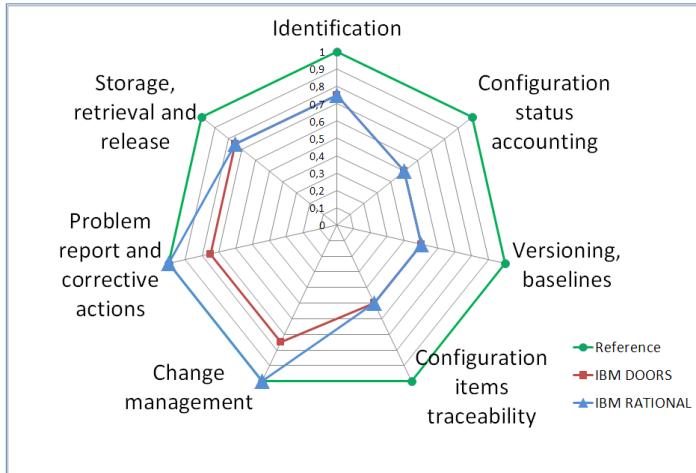 Identification
1
0,9
0,8
0,7
0,6
0,5
0,4
0,3
0,2
0,1
0
Storage,
retrieval and
release
Configuration
status
accounting
Problem
report and
corrective
actions
Versioning,
baselines
Change
management
Configuration
items
traceability
Reference
IBM DOORS
IBM RATIONAL